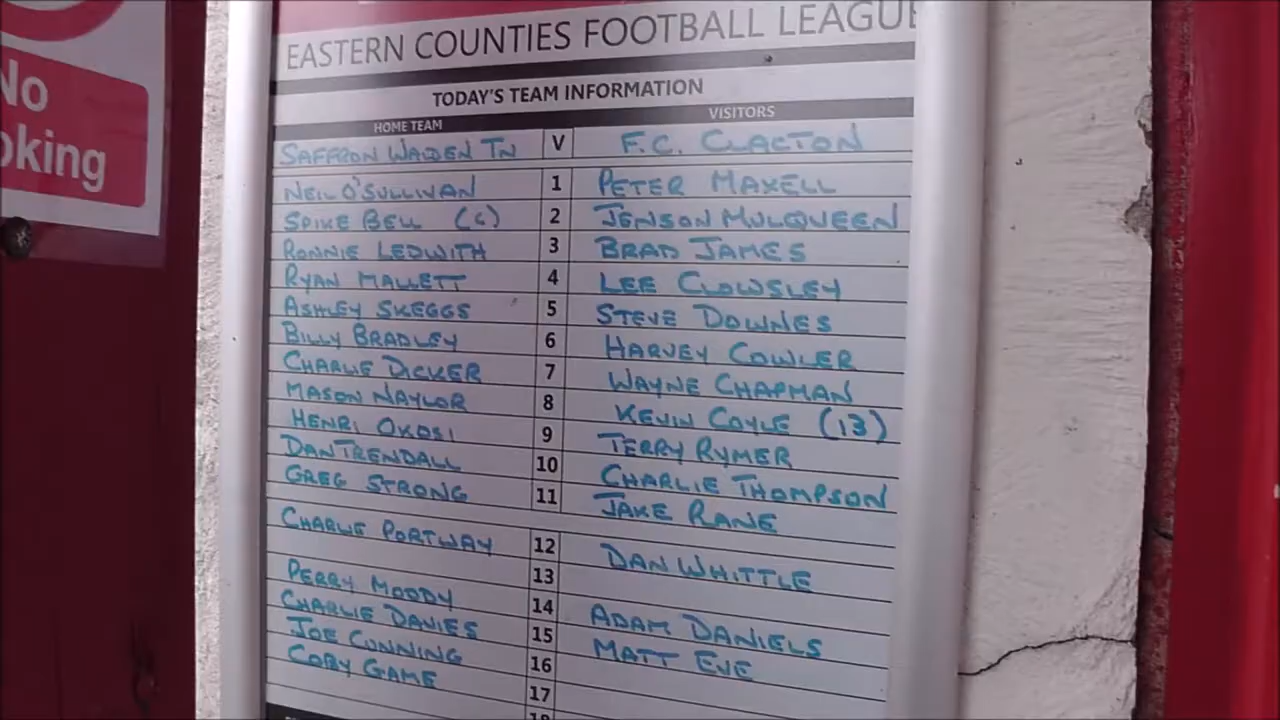 No
oking
EASTERN COUNTIES FOOTBALL LEAGUE
TODAY'S TEAM INFORMATION
HOME TEAM VISITORS
SAFFRON WALDEN TN V F.C. CLACTON
NEIL O'SULLIVAN 1 PETER MAXELL
SPIKE BELL (C) 2 JENSON MULQUEEN
RONNIE LEDWITH 3 BRAD JAMES
RYAN MALLETT 4 LEE CLOWSLEY
ASHLEY SKEGGS 5 STEVE DOWNES
BILLY BRADLEY 6 HARVEY COWLER
CHARLIE DICKER 7 WAYNE CHAPMAN
MASON NAYLOR 8 KEVIN COYLE (13)
HENRI OKOSI 9 TERRY RYMER
DAN TRENDALL 10 CHARLIE THOMPSON
GREG STRONG 11 JAKE RANE
CHARLIE PORTWAY 12 DAN WHITTLE
13
PERRY MOODY 14 ADAM DANIELS
CHARLIE DAVIES 15 MATT EVE
JOE CUNNING 16
CORY GAME 17
18